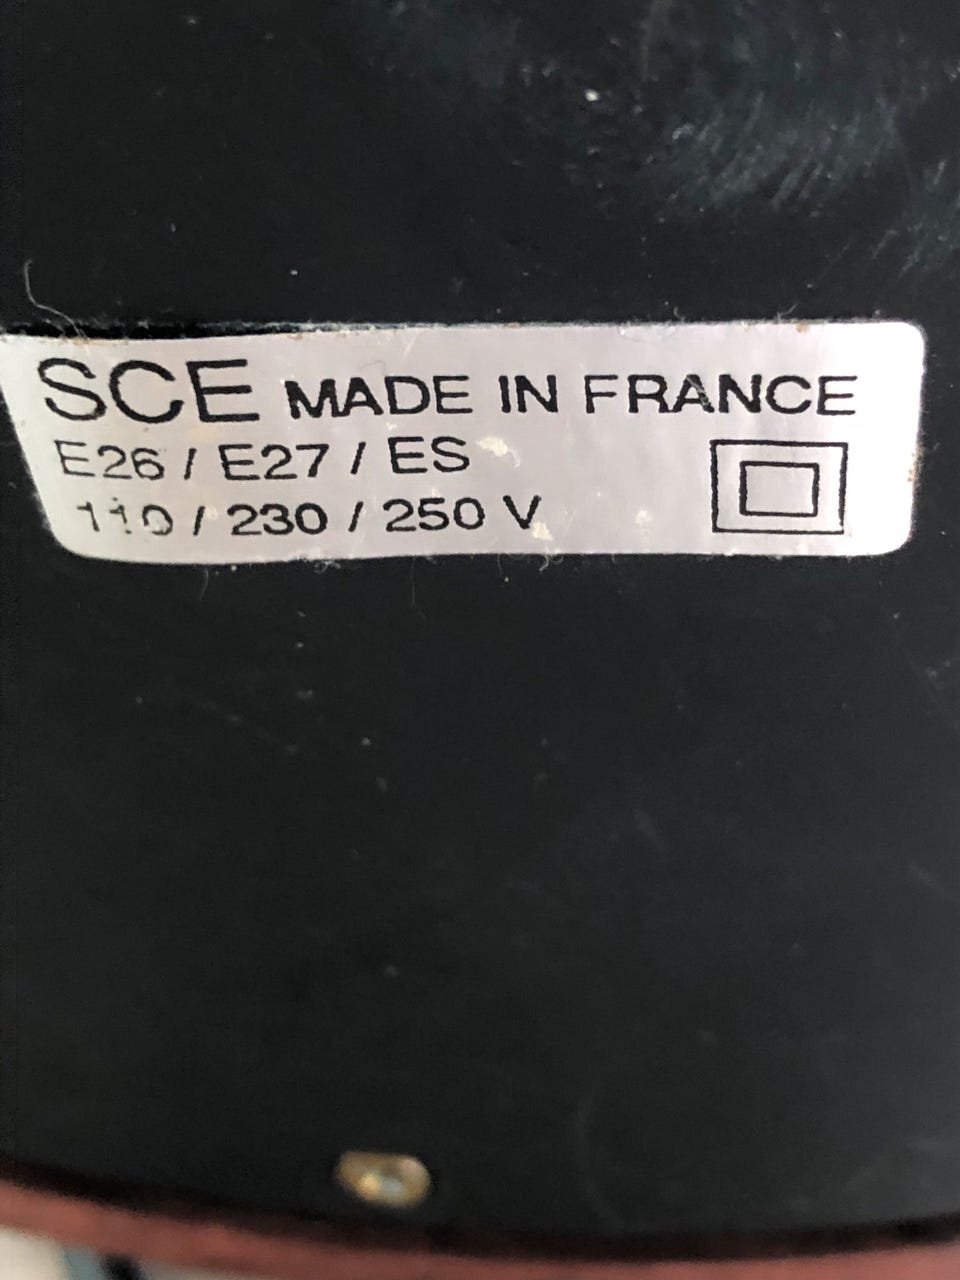 SCE MADE IN FRANCE
E26 / E27 / ES
110 / 230 / 250 V